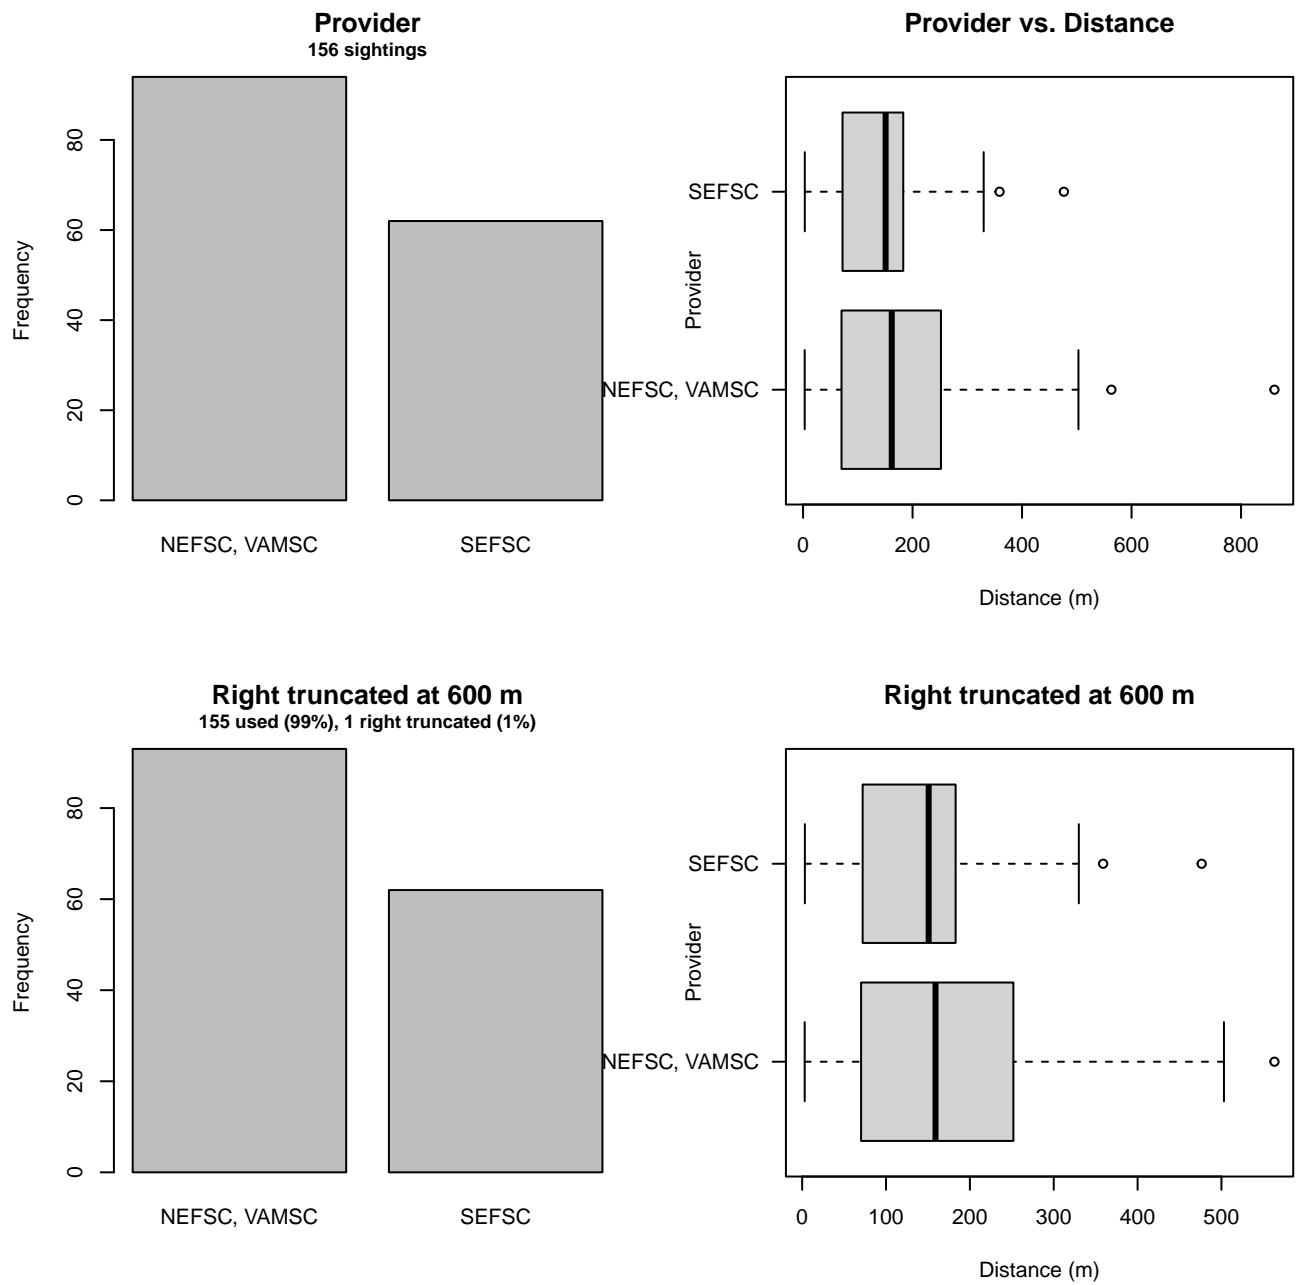 Provider
156 sightings
Frequency
0 20 40 60 80
NEFSC, VAMSC SEFSC
Provider vs. Distance
Provider
SEFSC
NEFSC, VAMSC
0 200 400 600 800
Distance (m)
Right truncated at 600 m
155 used (99%), 1 right truncated (1%)
Frequency
0 20 40 60 80
NEFSC, VAMSC SEFSC
Right truncated at 600 m
Provider
SEFSC
NEFSC, VAMSC
0 100 200 300 400 500
Distance (m)